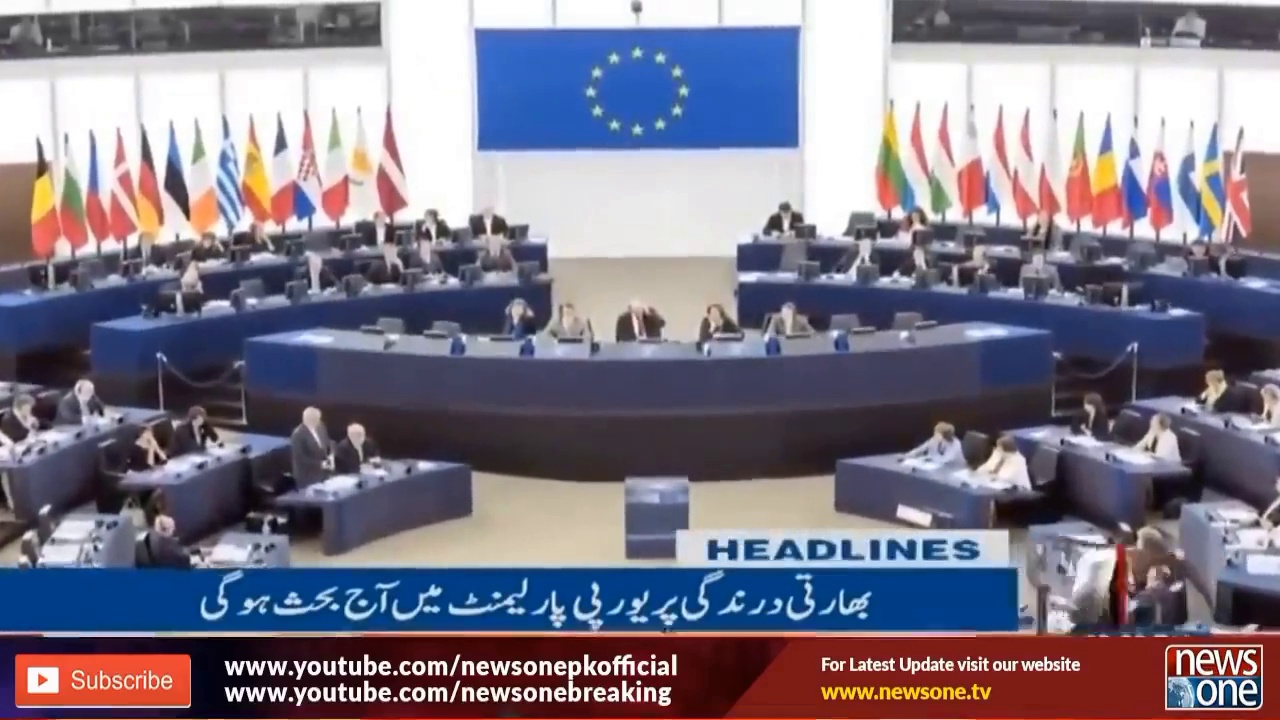 HEADLINES
بھارتی درندگی پر یورپی پارلیمنٹ میں آج بحث ہو گی
Subscribe
www.youtube.com/newsonepkofficial
www.youtube.com/newsonebreaking
For Latest Update visit our website
www.newsone.tv
news
one